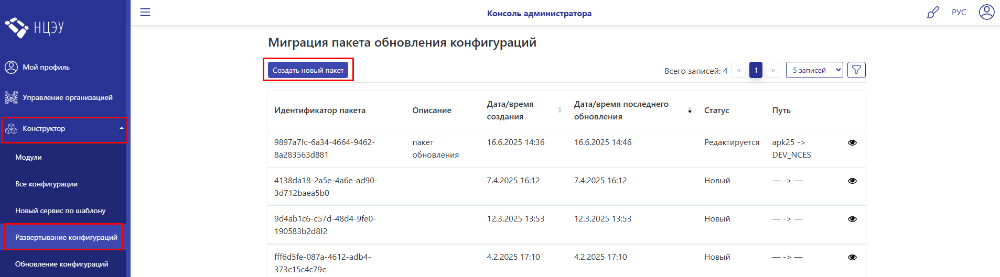 НЦЭУ
Консоль администратора
РУС
Мой профиль
Управление организацией
Конструктор
Модули
Все конфигурации
Новый сервис по шаблону
Развертывание конфигураций
Обновление конфигураций
Миграция пакета обновления конфигураций
Создать новый пакет
Всего записей: 4 < 1 > 5 записей
Идентификатор пакета Описание Дата/время создания Дата/время последнего обновления Статус Путь
9897a7fc-6a34-4664-9462- пакет 16.6.2025 14:36 16.6.2025 14:46 Редактируется apk25 ->
8a283563d881 обновления DEV_NCES
4138da18-2a5e-4a6e-ad90- 7.4.2025 16:12 7.4.2025 16:12 Новый — -> —
3d712baea5b0
9d4ab1c6-c57d-48d4-9fe0- 12.3.2025 13:53 12.3.2025 13:53 Новый — -> —
190583b2d8f2
fff6d5fe-087a-4612-adb4- 4.2.2025 17:10 4.2.2025 17:10 Новый — -> —
373c15c4c79c